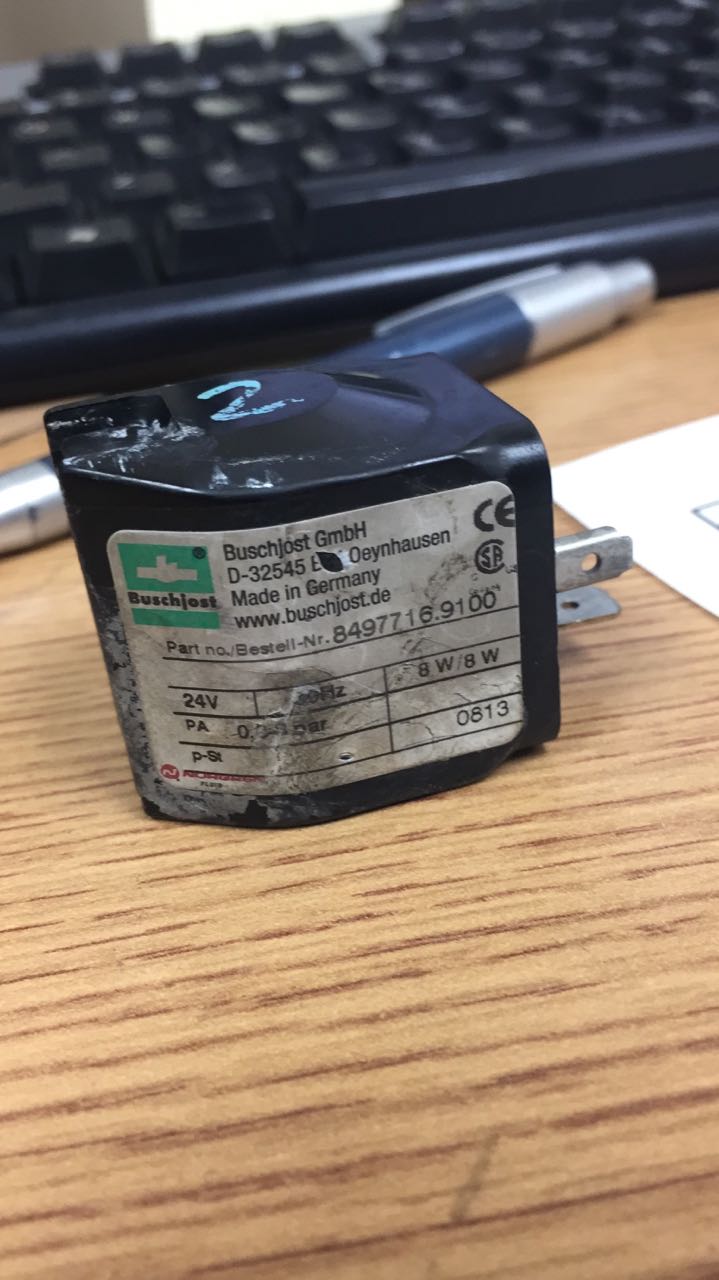 Buschjost
®
Buschjost GmbH
D-32545 Oeynhausen
Made in Germany
www.buschjost.de
CE
Part no./Bestell-Nr. 8497716.9100
24V Hz 8 W/8 W
PA bar 0813
p-St